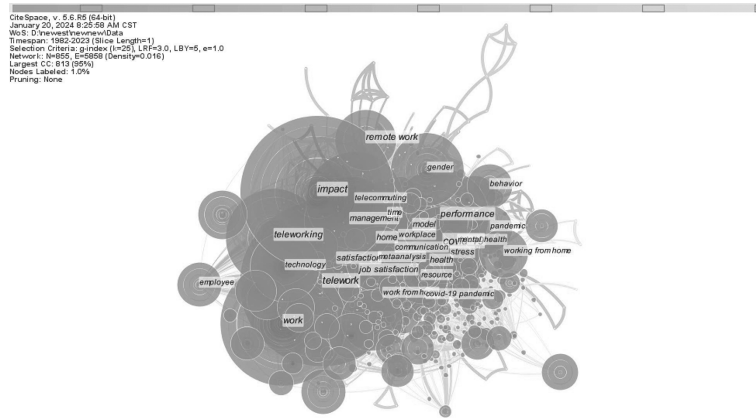 CiteSpace, v. 5.6.R5 (64-bit)
January 20, 2024 8:25:58 AM CST
WoS: D:\newest\newnew\Data
Timespan: 1982-2023 (Slice Length=1)
Selection Criteria: g-index (k=25), LRF=3.0, LBY=5, e=1.0
Network: N=855, E=5858 (Density=0.016)
Largest CC: 813 (95%)
Nodes Labeled: 1.0%
Pruning: None
remote work
gender
behavior
impact
telecommuting
time
performance
management
model
pandemic
teleworking
home
workplace
mental health
communication
stress
working from home
satisfaction
metaanalysis
health
technology
job satisfaction
resource
employee
telework
work from
covid-19 pandemic
work